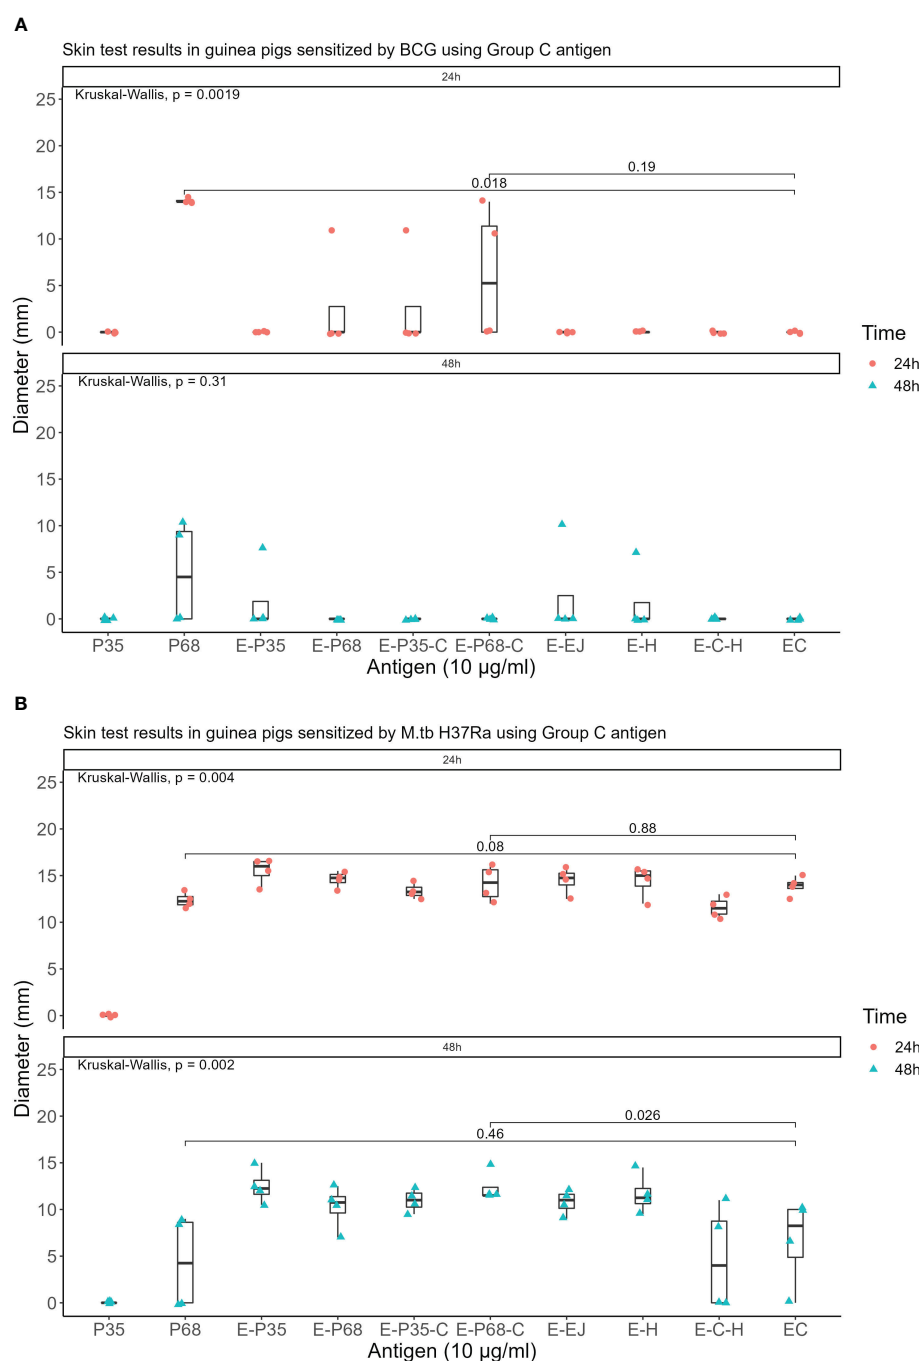 A
Skin test results in guinea pigs sensitized by BCG using Group C antigen
24h
Kruskal-Wallis, p = 0.0019
25
20
15
10
5
0
0.19
0.018
48h
Kruskal-Wallis, p = 0.31
25
20
15
10
5
0
Diameter (mm)
P35 P68 E-P35 E-P68 E-P35-C E-P68-C E-EJ E-H E-C-H EC
Antigen (10 µg/ml)
Time
24h
48h
B
Skin test results in guinea pigs sensitized by M.tb H37Ra using Group C antigen
24h
Kruskal-Wallis, p = 0.004
25
20
15
10
5
0
0.88
0.08
48h
Kruskal-Wallis, p = 0.002
25
20
15
10
5
0
0.026
0.46
Diameter (mm)
P35 P68 E-P35 E-P68 E-P35-C E-P68-C E-EJ E-H E-C-H EC
Antigen (10 µg/ml)
Time
24h
48h